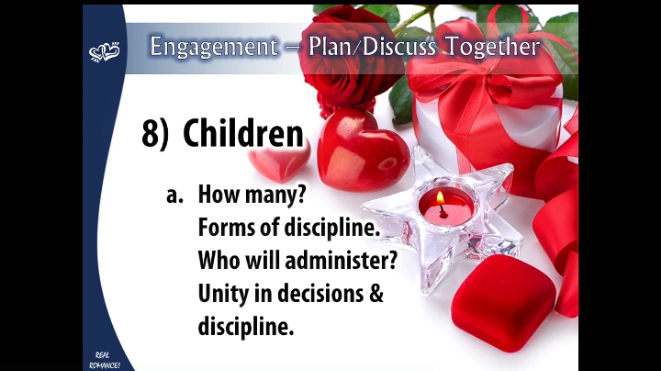 Engagement – Plan/Discuss Together
8) Children
a. How many?
Forms of discipline.
Who will administer?
Unity in decisions &
discipline.
REAL
ROMANCE!